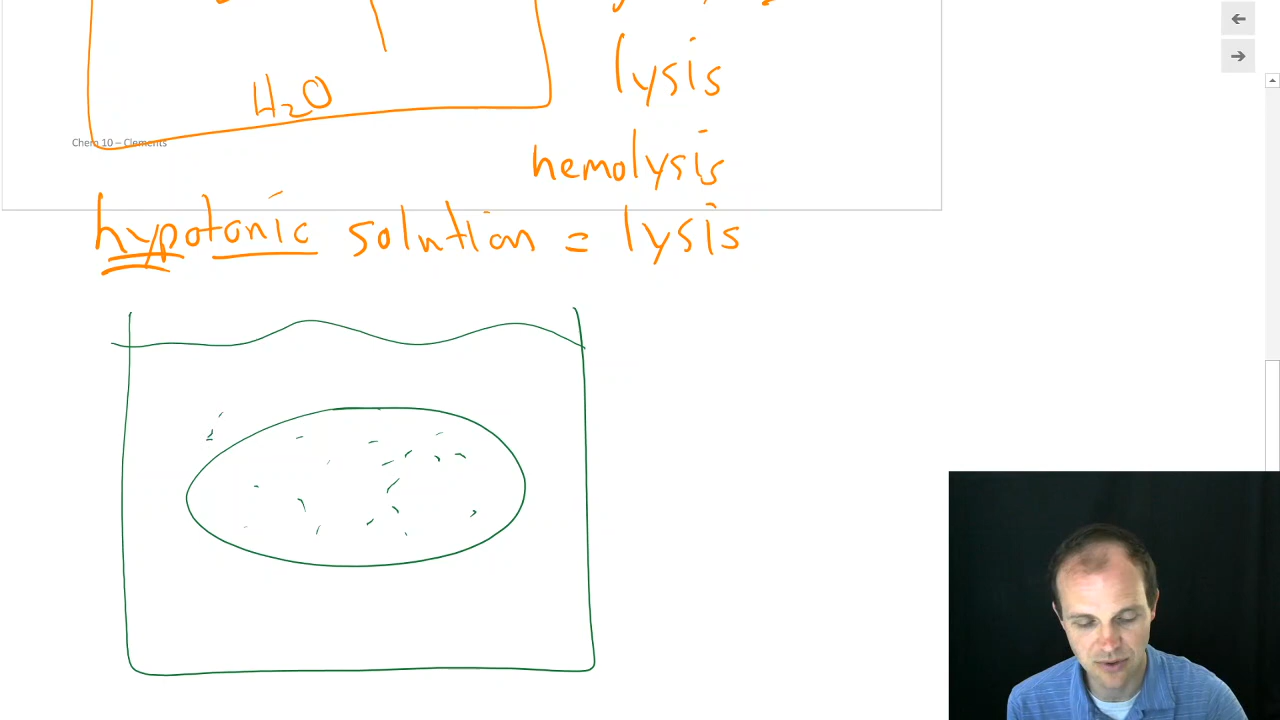 lysis
H2O
Chem 10 – Clements
hemolysis
hypotonic solution = lysis